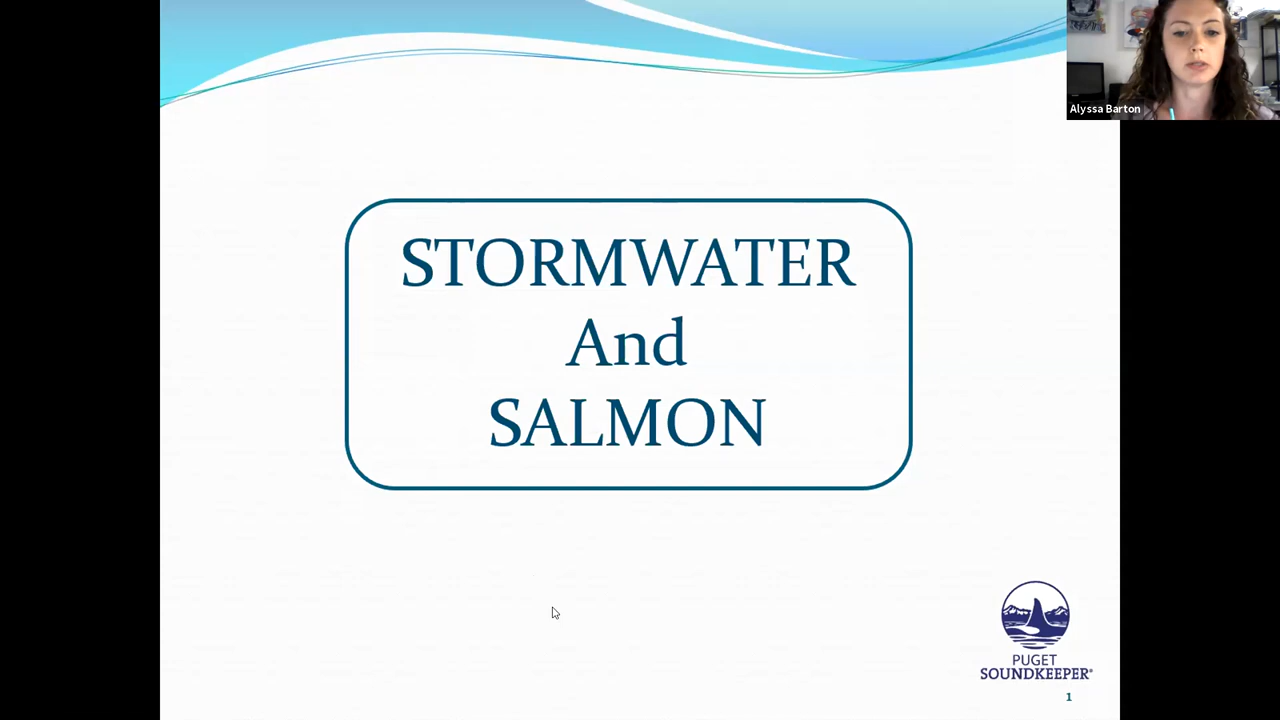 Alyssa Barton
STORMWATER
And
SALMON
PUGET
SOUNDKEEPER®
1